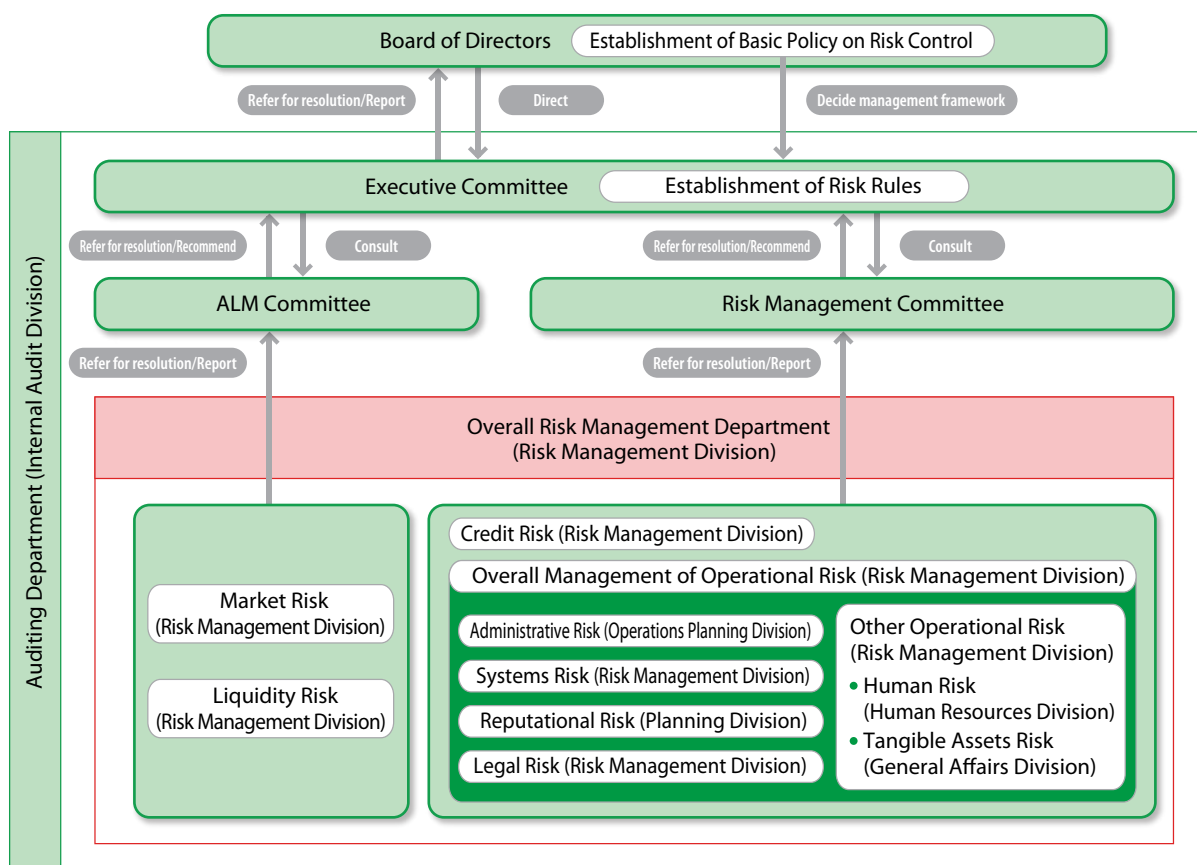 Board of Directors
Establishment of Basic Policy on Risk Control
Refer for resolution/Report
Direct
Decide management framework
Auditing Department (Internal Audit Division)
Executive Committee
Establishment of Risk Rules
Refer for resolution/Recommend
Consult
Refer for resolution/Recommend
Consult
ALM Committee
Risk Management Committee
Refer for resolution/Report
Refer for resolution/Report
Overall Risk Management Department
(Risk Management Division)
Market Risk
(Risk Management Division)
Liquidity Risk
(Risk Management Division)
Credit Risk (Risk Management Division)
Overall Management of Operational Risk (Risk Management Division)
Administrative Risk (Operations Planning Division)
Systems Risk (Risk Management Division)
Reputational Risk (Planning Division)
Legal Risk (Risk Management Division)
Other Operational Risk
(Risk Management Division)
• Human Risk
(Human Resources Division)
• Tangible Assets Risk
(General Affairs Division)